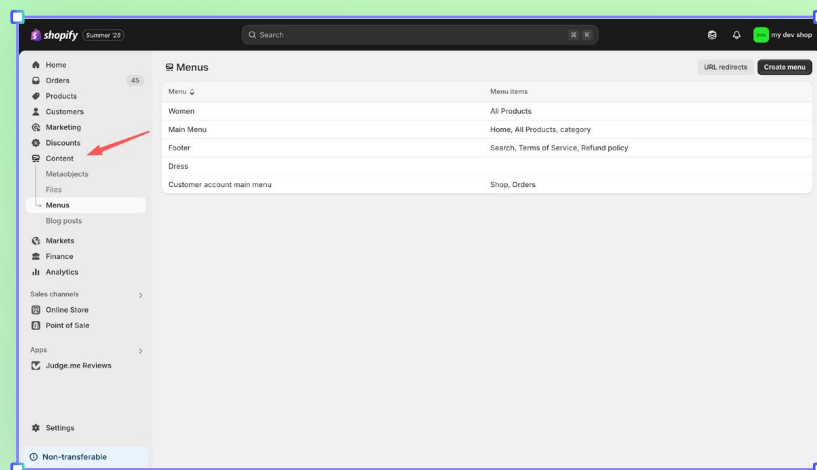 shopify Summer '25
Search
⌘ K
my dev shop
Home
Orders 45
Products
Customers
Marketing
Discounts
Content
Metaobjects
Files
Menus
Blog posts
Markets
Finance
Analytics
Sales channels
Online Store
Point of Sale
Apps
Judge.me Reviews
Settings
Non-transferable
Menus
URL redirects
Create menu
Menu Menu items
Women All Products
Main Menu Home, All Products, category
Footer Search, Terms of Service, Refund policy
Dress
Customer account main menu Shop, Orders